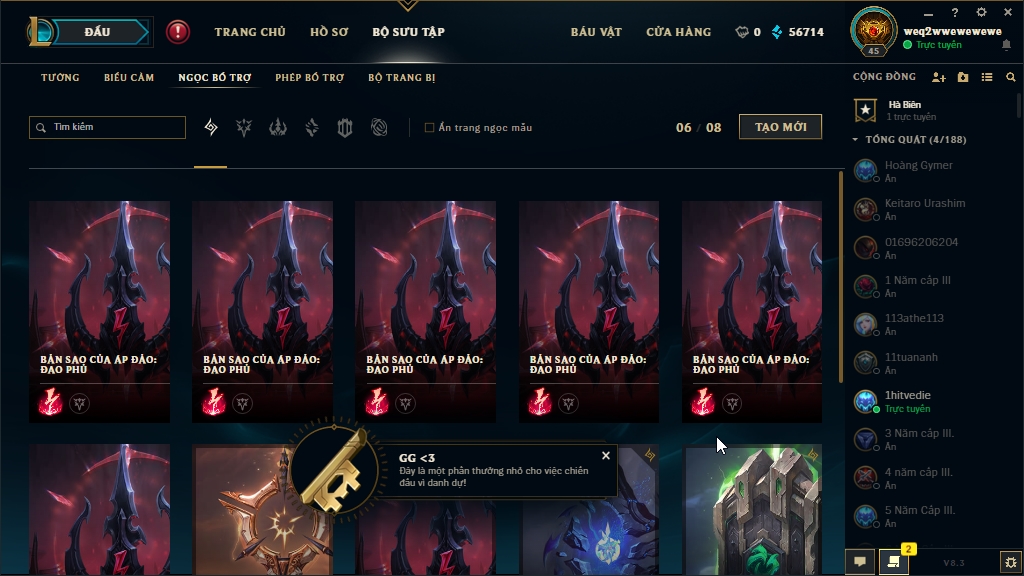 ĐẤU
TRANG CHỦ
HỒ SƠ
BỘ SƯU TẬP
BÁU VẬT
CỬA HÀNG
0
56714
45
weq2wwewewewe
Trực tuyến
TƯỚNG
BIỂU CẢM
NGỌC BỔ TRỢ
PHÉP BỔ TRỢ
BỘ TRANG BỊ
CỘNG ĐỒNG
Tìm kiếm
Ẩn trang ngọc mẫu
06 / 08
TẠO MỚI
BẢN SAO CỦA ÁP ĐẢO:
ĐAO PHỦ
BẢN SAO CỦA ÁP ĐẢO:
ĐAO PHỦ
BẢN SAO CỦA ÁP ĐẢO:
ĐAO PHỦ
BẢN SAO CỦA ÁP ĐẢO:
ĐAO PHỦ
BẢN SAO CỦA ÁP ĐẢO:
ĐAO PHỦ
GG <3
Đây là một phần thưởng nhỏ cho việc chiến
đấu vì danh dự!
Hà Biên
1 trực tuyến
TỔNG QUÁT (4/188)
Hoàng Gymer
Ẩn
Keitaro Urashim
Ẩn
01696206204
Ẩn
1 Năm cấp III
Ẩn
113athe113
Ẩn
11tuananh
Ẩn
1hitvedie
Trực tuyến
3 Năm cấp III.
Ẩn
4 năm cấp III.
Ẩn
5 Năm Cấp III.
Ẩn
2
V8.3